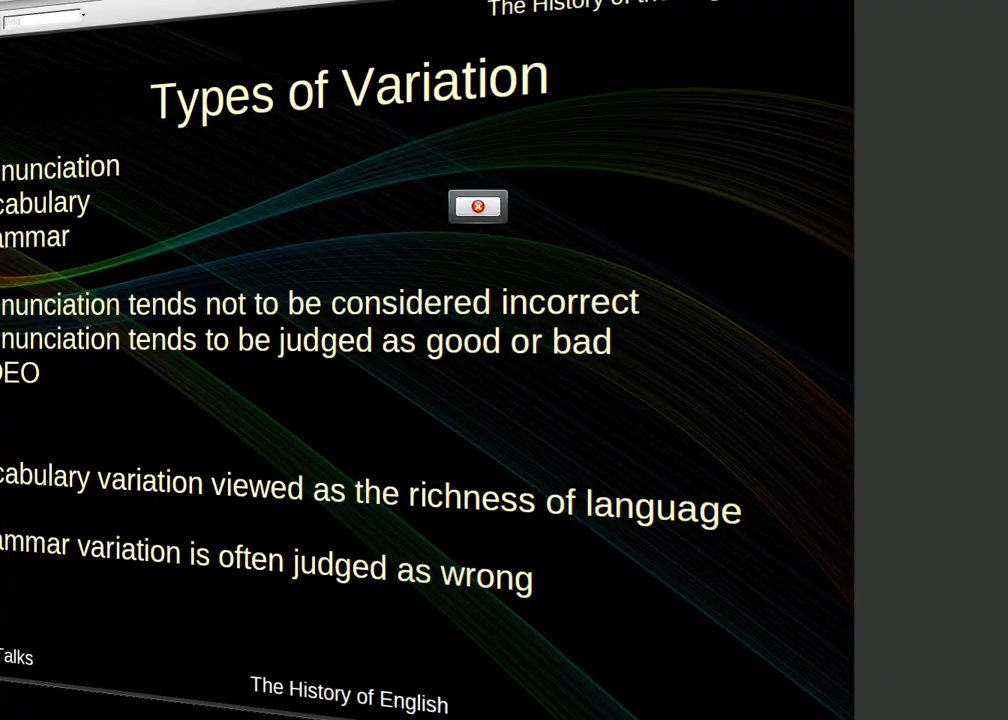 Find
The History of the
Types of Variation
nunciation
cabulary
ammar
nunciation tends not to be considered incorrect
nunciation tends to be judged as good or bad
DEO
cabulary variation viewed as the richness of language
ammar variation is often judged as wrong
Talks
The History of English